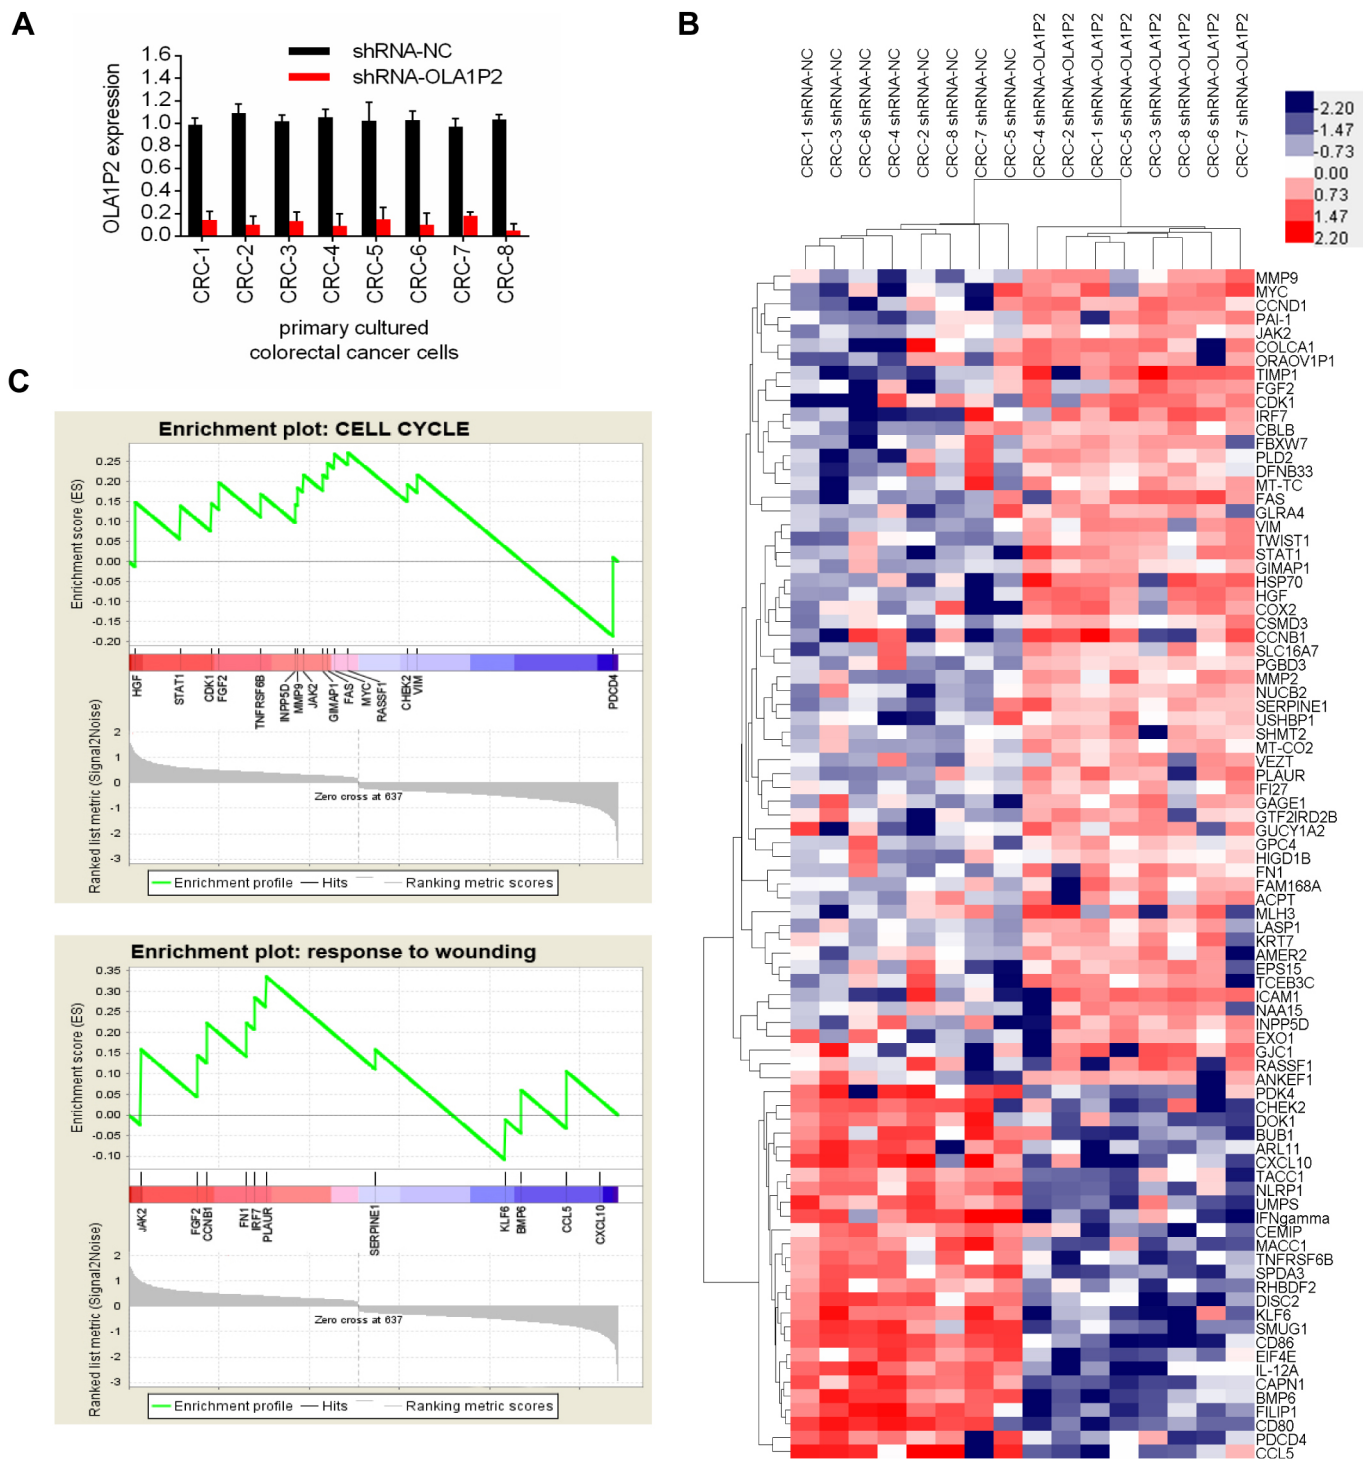 A
1.6
1.4
1.2
1.0
0.8
0.6
0.4
0.2
0.0
OLA1P2 expression
shRNA-NC
shRNA-OLA1P2
CRC-1
CRC-2
CRC-3
CRC-4
CRC-5
CRC-6
CRC-7
CRC-8
primary cultured
colorectal cancer cells
B
CRC-1 shRNA-NC
CRC-3 shRNA-NC
CRC-6 shRNA-NC
CRC-4 shRNA-NC
CRC-2 shRNA-NC
CRC-8 shRNA-NC
CRC-7 shRNA-NC
CRC-5 shRNA-NC
CRC-4 shRNA-OLA1P2
CRC-2 shRNA-OLA1P2
CRC-1 shRNA-OLA1P2
CRC-5 shRNA-OLA1P2
CRC-3 shRNA-OLA1P2
CRC-8 shRNA-OLA1P2
CRC-6 shRNA-OLA1P2
CRC-7 shRNA-OLA1P2
-2.20
-1.47
-0.73
0.00
0.73
1.47
2.20
MMP9
MYC
CCND1
PAI-1
JAK2
COLCA1
ORAOV1P1
TIMP1
FGF2
CDK1
IRF7
CBLB
FBXW7
PLD2
DFNB33
MT-TC
FAS
GLRA4
VIM
TWIST1
STAT1
GIMAP1
HSP70
HGF
COX2
CSMD3
CCNB1
SLC16A7
PGBD3
MMP2
NUCB2
SERPINE1
USHBP1
SHMT2
MT-CO2
VEZT
PLAUR
IFI27
GAGE1
GTF2IRD2B
GUCY1A2
GPC4
HIGD1B
FN1
FAM168A
ACPT
MLH3
LASP1
KRT7
AMER2
EPS15
TCEB3C
ICAM1
NAA15
INPP5D
EXO1
GJC1
RASSF1
ANKEF1
PDK4
CHEK2
DOK1
BUB1
ARL11
CXCL10
TACC1
NLRP1
UMPS
IFNgamma
CEMIP
MACC1
TNFRSF6B
SPDA3
RHBDF2
DISC2
KLF6
SMUG1
CD86
EIF4E
IL-12A
CAPN1
BMP6
FILIP1
CD80
PDCD4
CCL5
C
Enrichment plot: CELL CYCLE
Enrichment score (ES)
0.25
0.20
0.15
0.10
0.05
0.00
-0.05
-0.10
-0.15
-0.20
HGF
STAT1
CDK1
FGF2
TNFRSF6B
INPP5D
MMP9
JAK2
GIMAP1
FAS
MYC
RASSF1
CHEK2
VIM
PDCD4
Ranked list metric (Signal2Noise)
2
1
0
-1
-2
-3
Zero cross at 637
Enrichment profile
Hits
Ranking metric scores
Enrichment plot: response to wounding
Enrichment score (ES)
0.35
0.30
0.25
0.20
0.15
0.10
0.05
0.00
-0.05
-0.10
JAK2
FGF2
CCNB1
FN1
IRF7
PLAUR
SERPINE1
KLF6
BMP6
CCL5
CXCL10
Ranked list metric (Signal2Noise)
2
1
0
-1
-2
-3
Zero cross at 637
Enrichment profile
Hits
Ranking metric scores